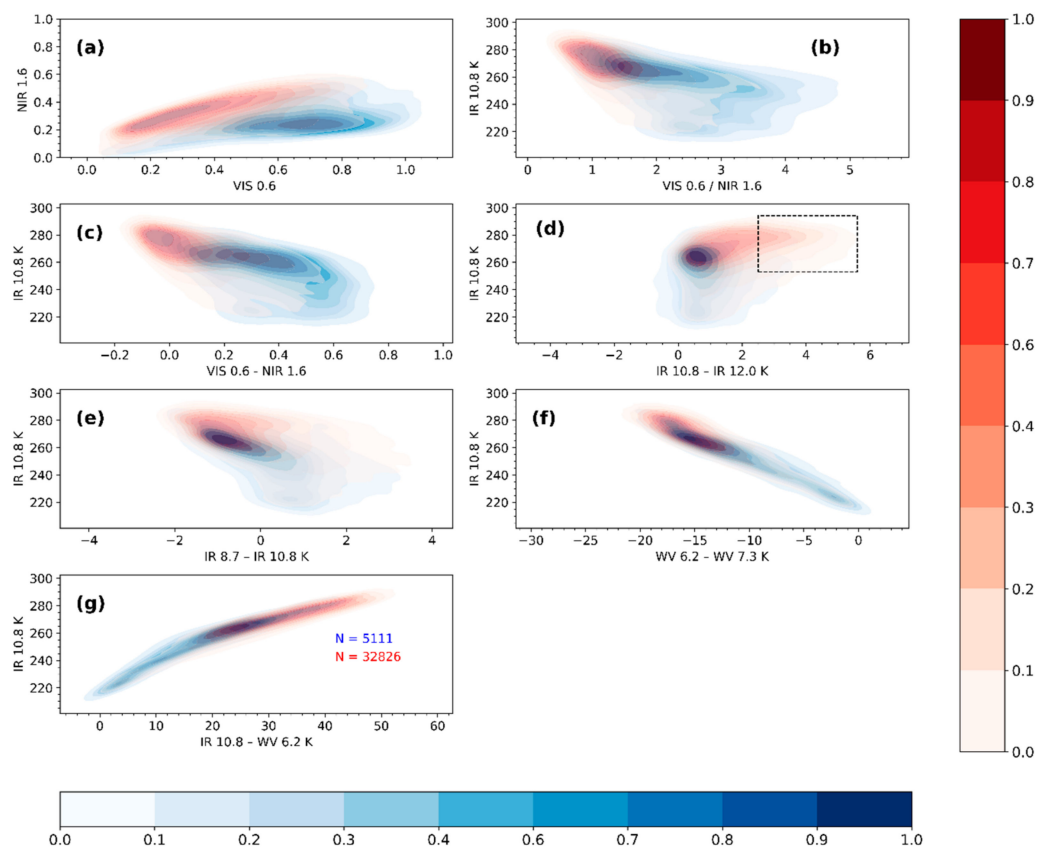 (a)
NIR 1.6
1.0
0.8
0.6
0.4
0.2
0.0
0.0 0.2 0.4 0.6 0.8 1.0
VIS 0.6
(b)
IR 10.8 K
300
280
260
240
220
0 1 2 3 4 5
VIS 0.6 / NIR 1.6
(c)
IR 10.8 K
300
280
260
240
220
−0.2 0.0 0.2 0.4 0.6 0.8 1.0
VIS 0.6 - NIR 1.6
(d)
IR 10.8 K
300
280
260
240
220
−4 −2 0 2 4 6
IR 10.8 – IR 12.0 K
(e)
IR 10.8 K
300
280
260
240
220
−4 −2 0 2 4
IR 8.7 – IR 10.8 K
(f)
IR 10.8 K
300
280
260
240
220
−30 −25 −20 −15 −10 −5 0
WV 6.2 – WV 7.3 K
(g)
IR 10.8 K
300
280
260
240
220
N = 5111
N = 32826
0 10 20 30 40 50 60
IR 10.8 – WV 6.2 K
1.0
0.9
0.8
0.7
0.6
0.4
0.3
0.2
0.1
0.0
0.0 0.1 0.2 0.3 0.4 0.6 0.7 0.8 0.9 1.0